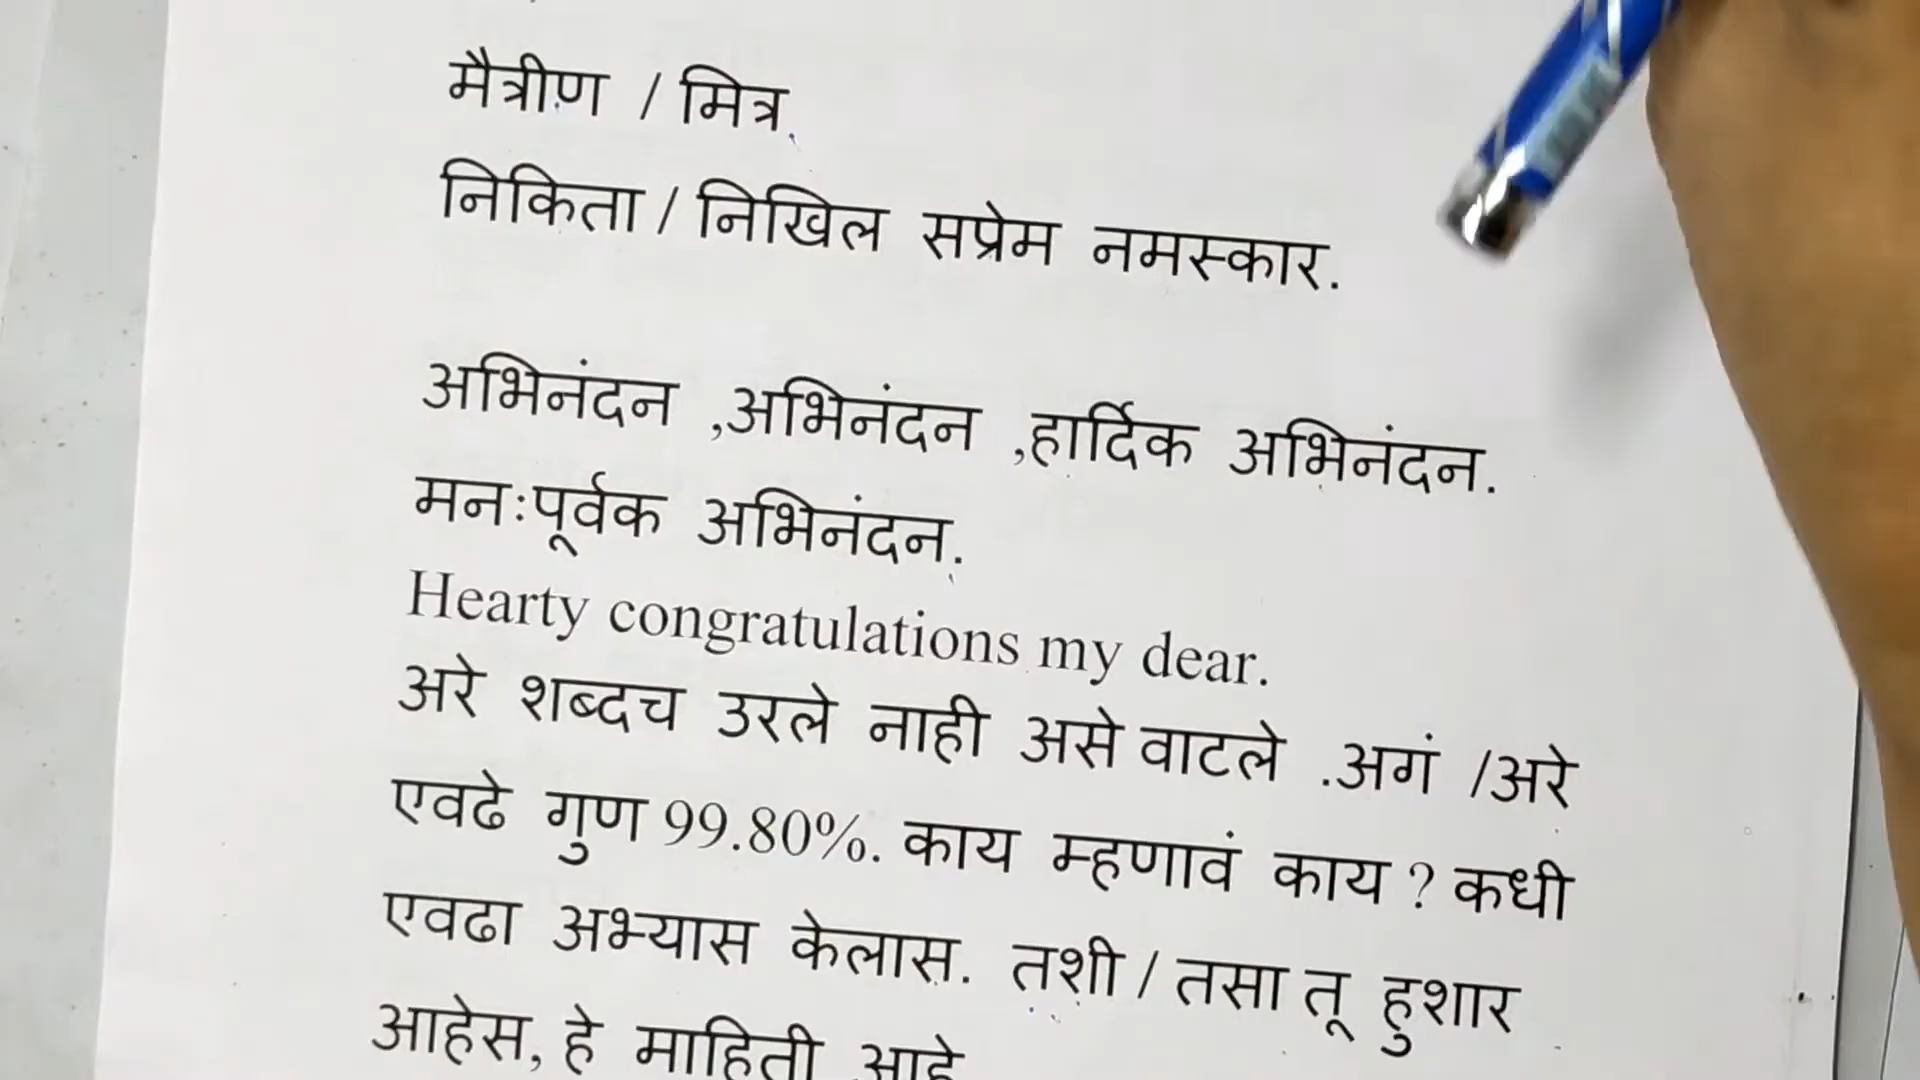 मैत्रीण / मित्र
निकिता / निखिल सप्रेम नमस्कार.
अभिनंदन ,अभिनंदन ,हार्दिक अभिनंदन.
मनःपूर्वक अभिनंदन.
Hearty congratulations my dear.
अरे शब्दच उरले नाही असे वाटले .अगं /अरे
एवढे गुण 99.80%. काय म्हणावं काय ? कधी
एवढा अभ्यास केलास. तशी / तसा तू हुशार
आहेस, हे माहिती आहे